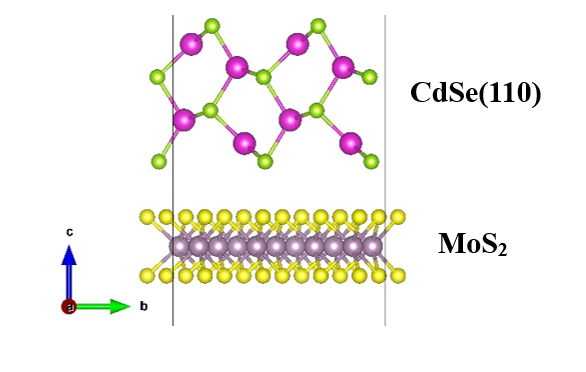 CdSe(110)
MoS₂
c
a
b